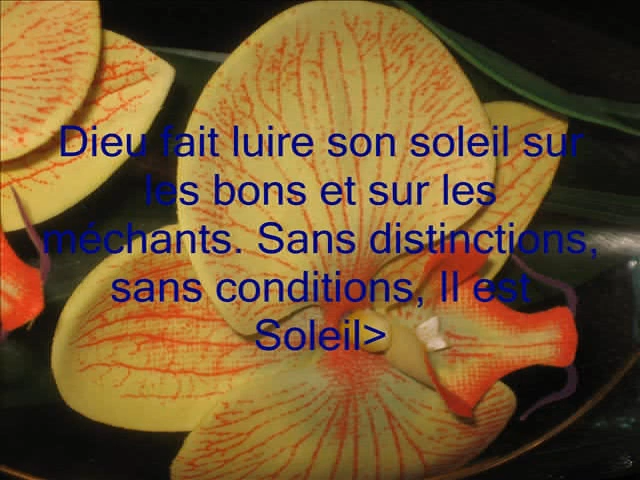 Dieu fait luire son soleil sur
les bons et sur les
méchants. Sans distinctions,
sans conditions, Il est
Soleil>